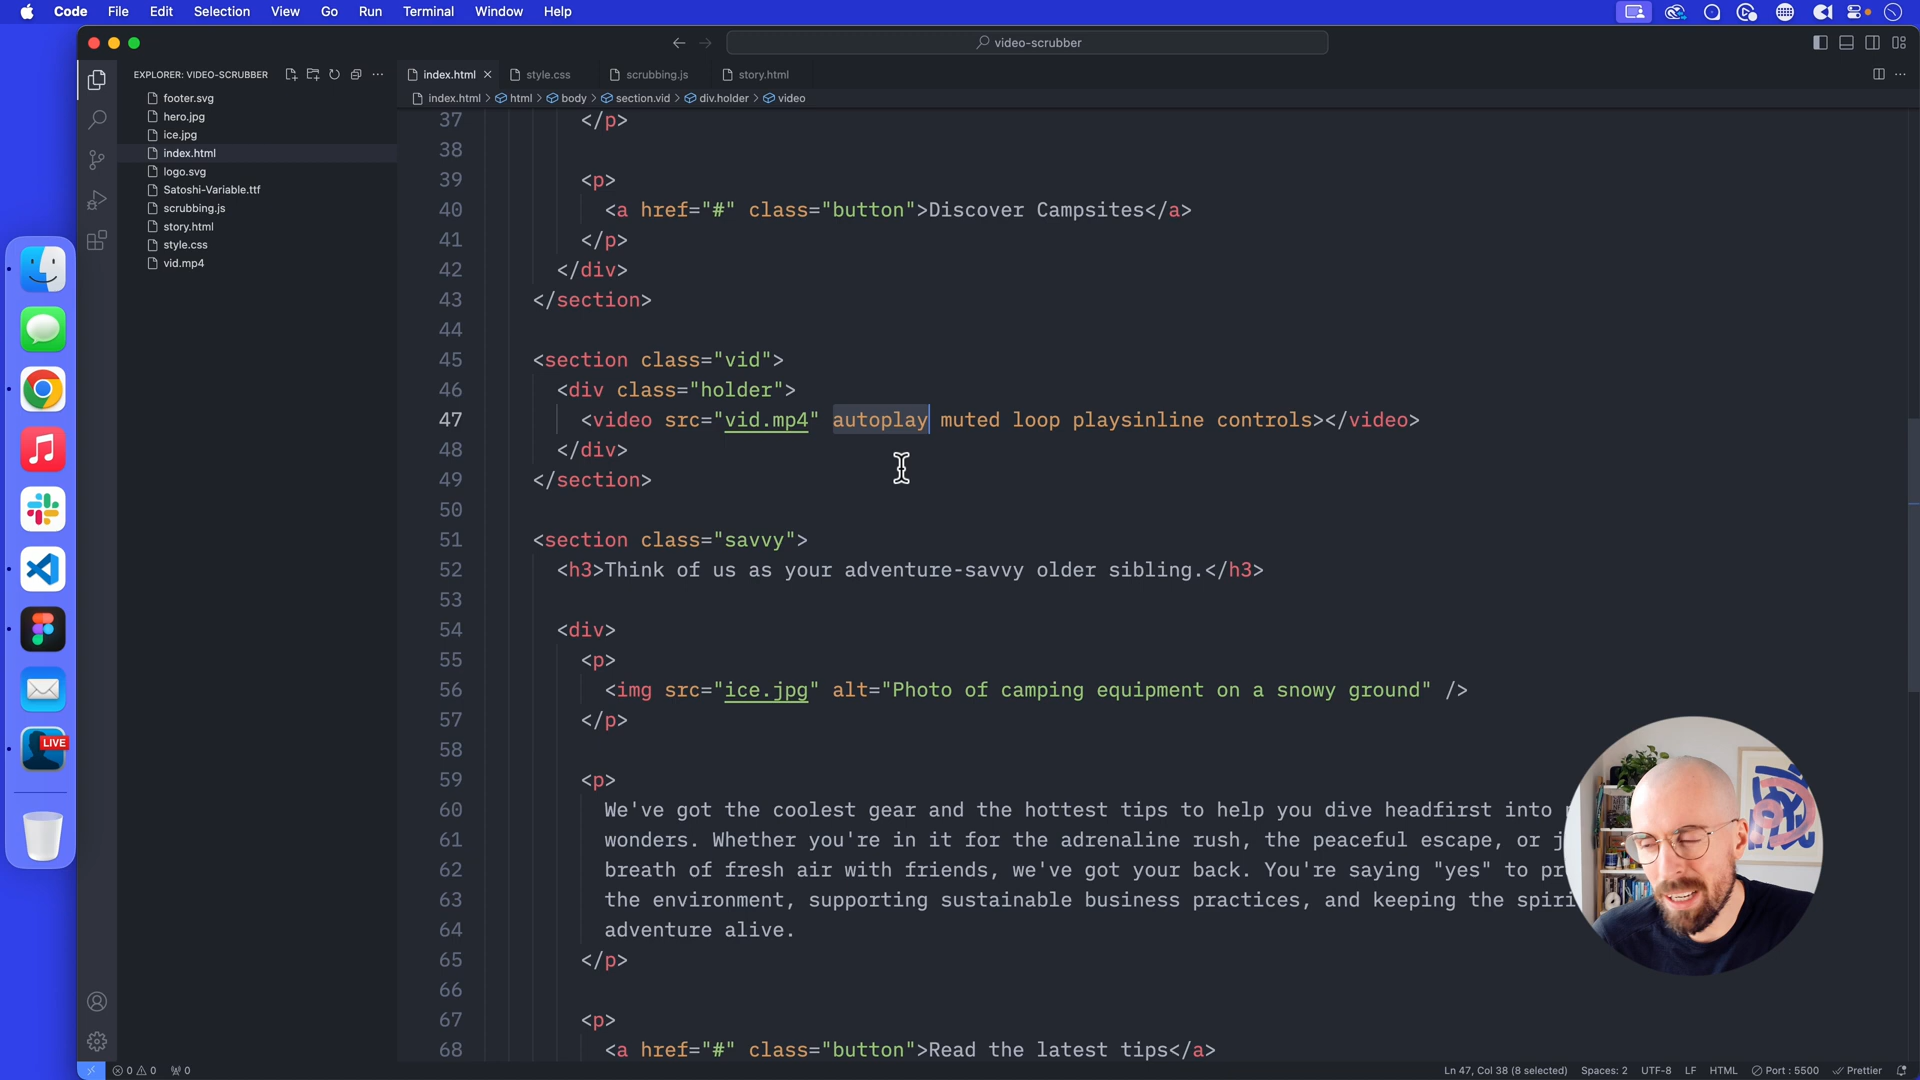 Code File Edit Selection View Go Run Terminal Window Help
video-scrubber
EXPLORER: VIDEO-SCRUBBER
footer.svg
hero.jpg
ice.jpg
index.html
logo.svg
Satoshi-Variable.ttf
scrubbing.js
story.html
style.css
vid.mp4
LIVE
index.html style.css scrubbing.js story.html
index.html > html > body > section.vid > div.holder > video
37 </p>
38
39 <p>
40 <a href="#" class="button">Discover Campsites</a>
41 </p>
42 </div>
43 </section>
44
45 <section class="vid">
46 <div class="holder">
47 <video src="vid.mp4" autoplay muted loop playsinline controls></video>
48 </div>
49 </section>
50
51 <section class="savvy">
52 <h3>Think of us as your adventure-savvy older sibling.</h3>
53
54 <div>
55 <p>
56 <img src="ice.jpg" alt="Photo of camping equipment on a snowy ground" />
57 </p>
58
59 <p>
60 We've got the coolest gear and the hottest tips to help you dive headfirst into
61 wonders. Whether you're in it for the adrenaline rush, the peaceful escape, or
62 breath of fresh air with friends, we've got your back. You're saying "yes" to
63 the environment, supporting sustainable business practices, and keeping the
64 adventure alive.
65 </p>
66
67 <p>
68 <a href="#" class="button">Read the latest tips</a>
0 0 0 Ln 47, Col 38 (8 selected) Spaces: 2 UTF-8 LF HTML Port : 5500 Prettier